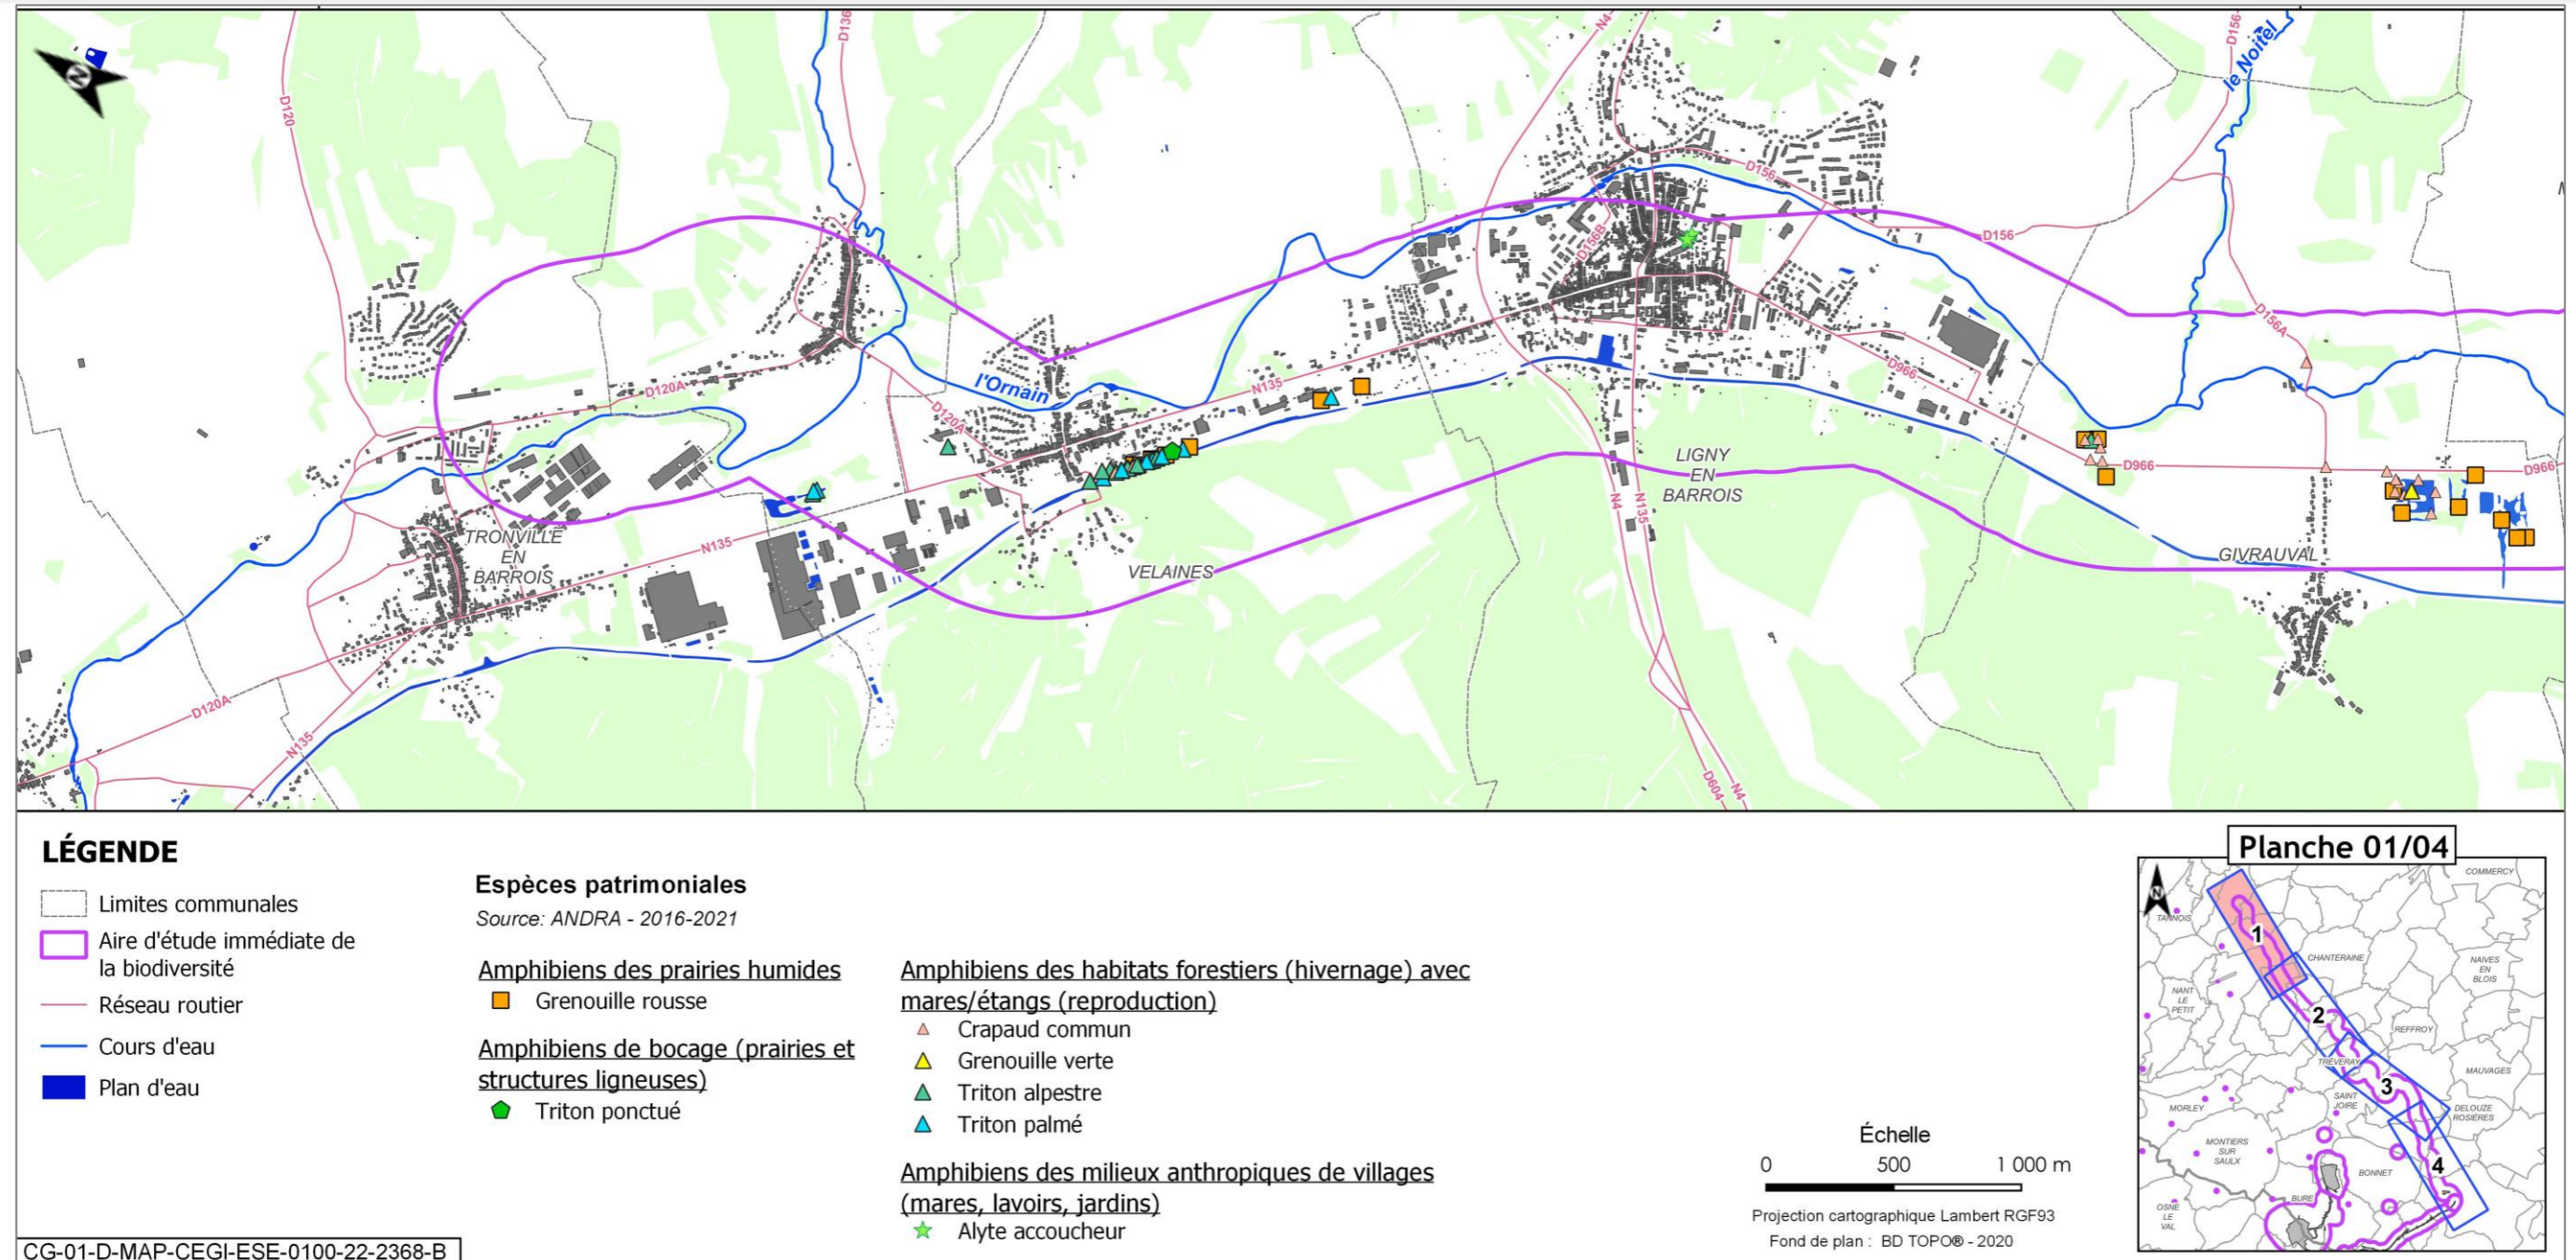 N
D120
D136
N4
D156
le Noitel
D156
D156B
D156
D156A
D120A
l'Ornain
D120A
N135
D966
D966
D966
LIGNY
EN
BARROIS
N4
N135
TRONVILLE
EN
BARROIS
N135
VELAINES
GIVRAUVAL
D120A
N135
D604
N4
LÉGENDE
Limites communales
Aire d'étude immédiate de
la biodiversité
Réseau routier
Cours d'eau
Plan d'eau
Espèces patrimoniales
Source: ANDRA - 2016-2021
Amphibiens des prairies humides
Grenouille rousse
Amphibiens de bocage (prairies et
structures ligneuses)
Triton ponctué
Amphibiens des habitats forestiers (hivernage) avec
mares/étangs (reproduction)
Crapaud commun
Grenouille verte
Triton alpestre
Triton palmé
Amphibiens des milieux anthropiques de villages
(mares, lavoirs, jardins)
Alyte accoucheur
Échelle
0 500 1 000 m
Projection cartographique Lambert RGF93
Fond de plan : BD TOPO® - 2020
Planche 01/04
N
COMMERCY
TANNOIS
1
CHANTERAINE
NAIVES
EN
BLOIS
NANT
LE
PETIT
2
REFFROY
TRÉVERAY
MAUVAGES
3
SAINT
JOIRE
MORLEY
DELOUZE
ROSIÈRES
MONTIERS
SUR
SAULX
4
BONNET
BURE
OSNE
LE
VAL
CG-01-D-MAP-CEGI-ESE-0100-22-2368-B